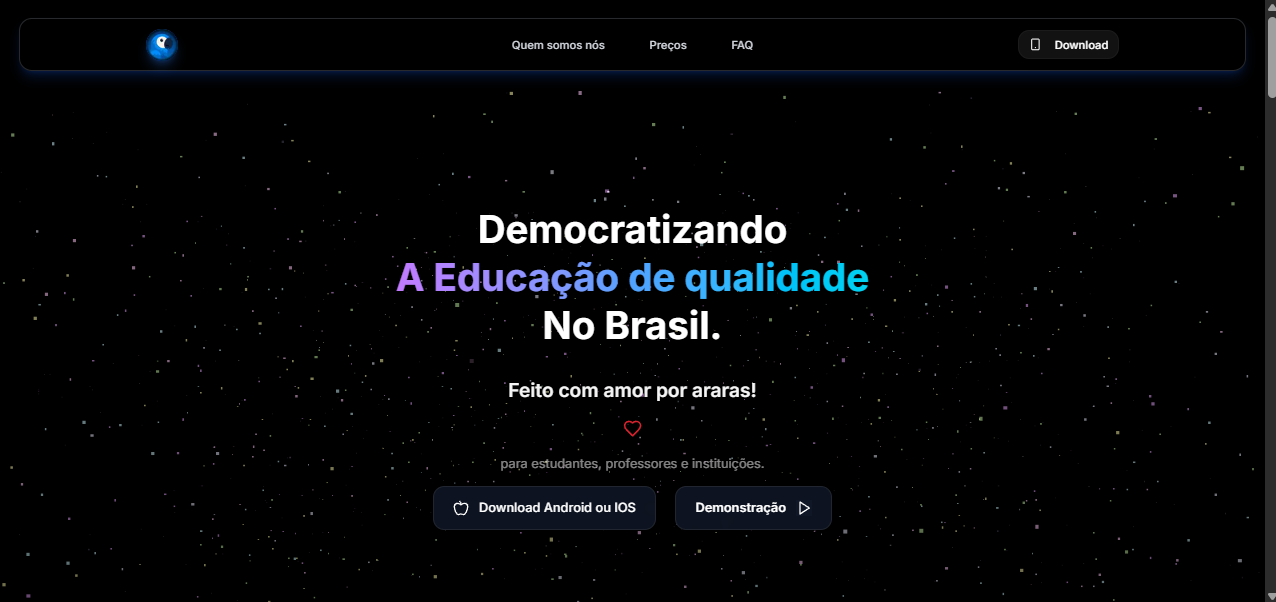 Quem somos nós
Preços
FAQ
Download
Democratizando
A Educação de qualidade
No Brasil.
Feito com amor por araras!
para estudantes, professores e instituições.
Download Android ou IOS
Demonstração